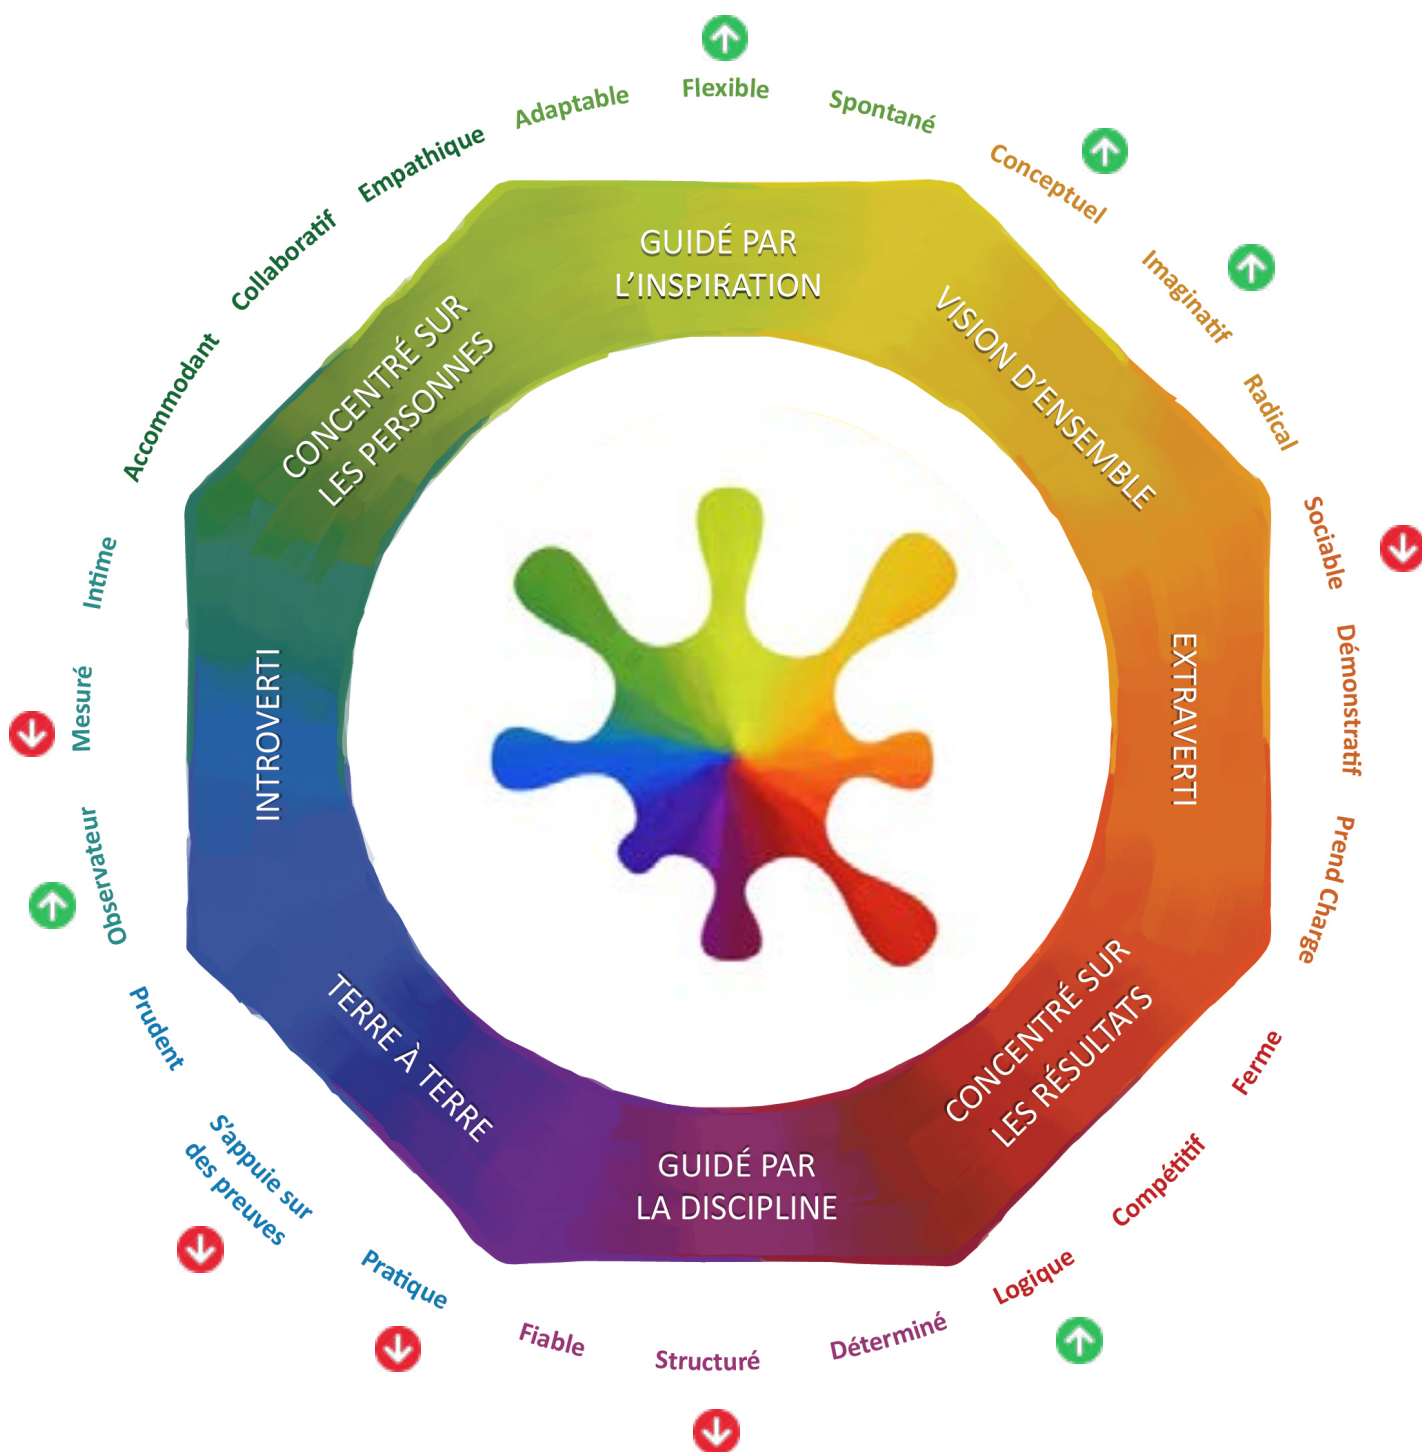 Flexible
Spontané
Conceptuel
Imaginatif
Radical
Sociable
Démonstratif
Prend Charge
Ferme
Compétitif
Logique
Déterminé
Structuré
Fiable
Pratique
S'appuie sur
des preuves
Prudent
Observateur
Mesuré
Intime
Accommodant
Collaboratif
Empathique
Adaptable
GUIDÉ PAR
L'INSPIRATION
VISION D'ENSEMBLE
EXTRAVERTI
CONCENTRÉ SUR
LES RÉSULTATS
GUIDÉ PAR
LA DISCIPLINE
TERRE À TERRE
INTROVERTI
CONCENTRÉ SUR
LES PERSONNES